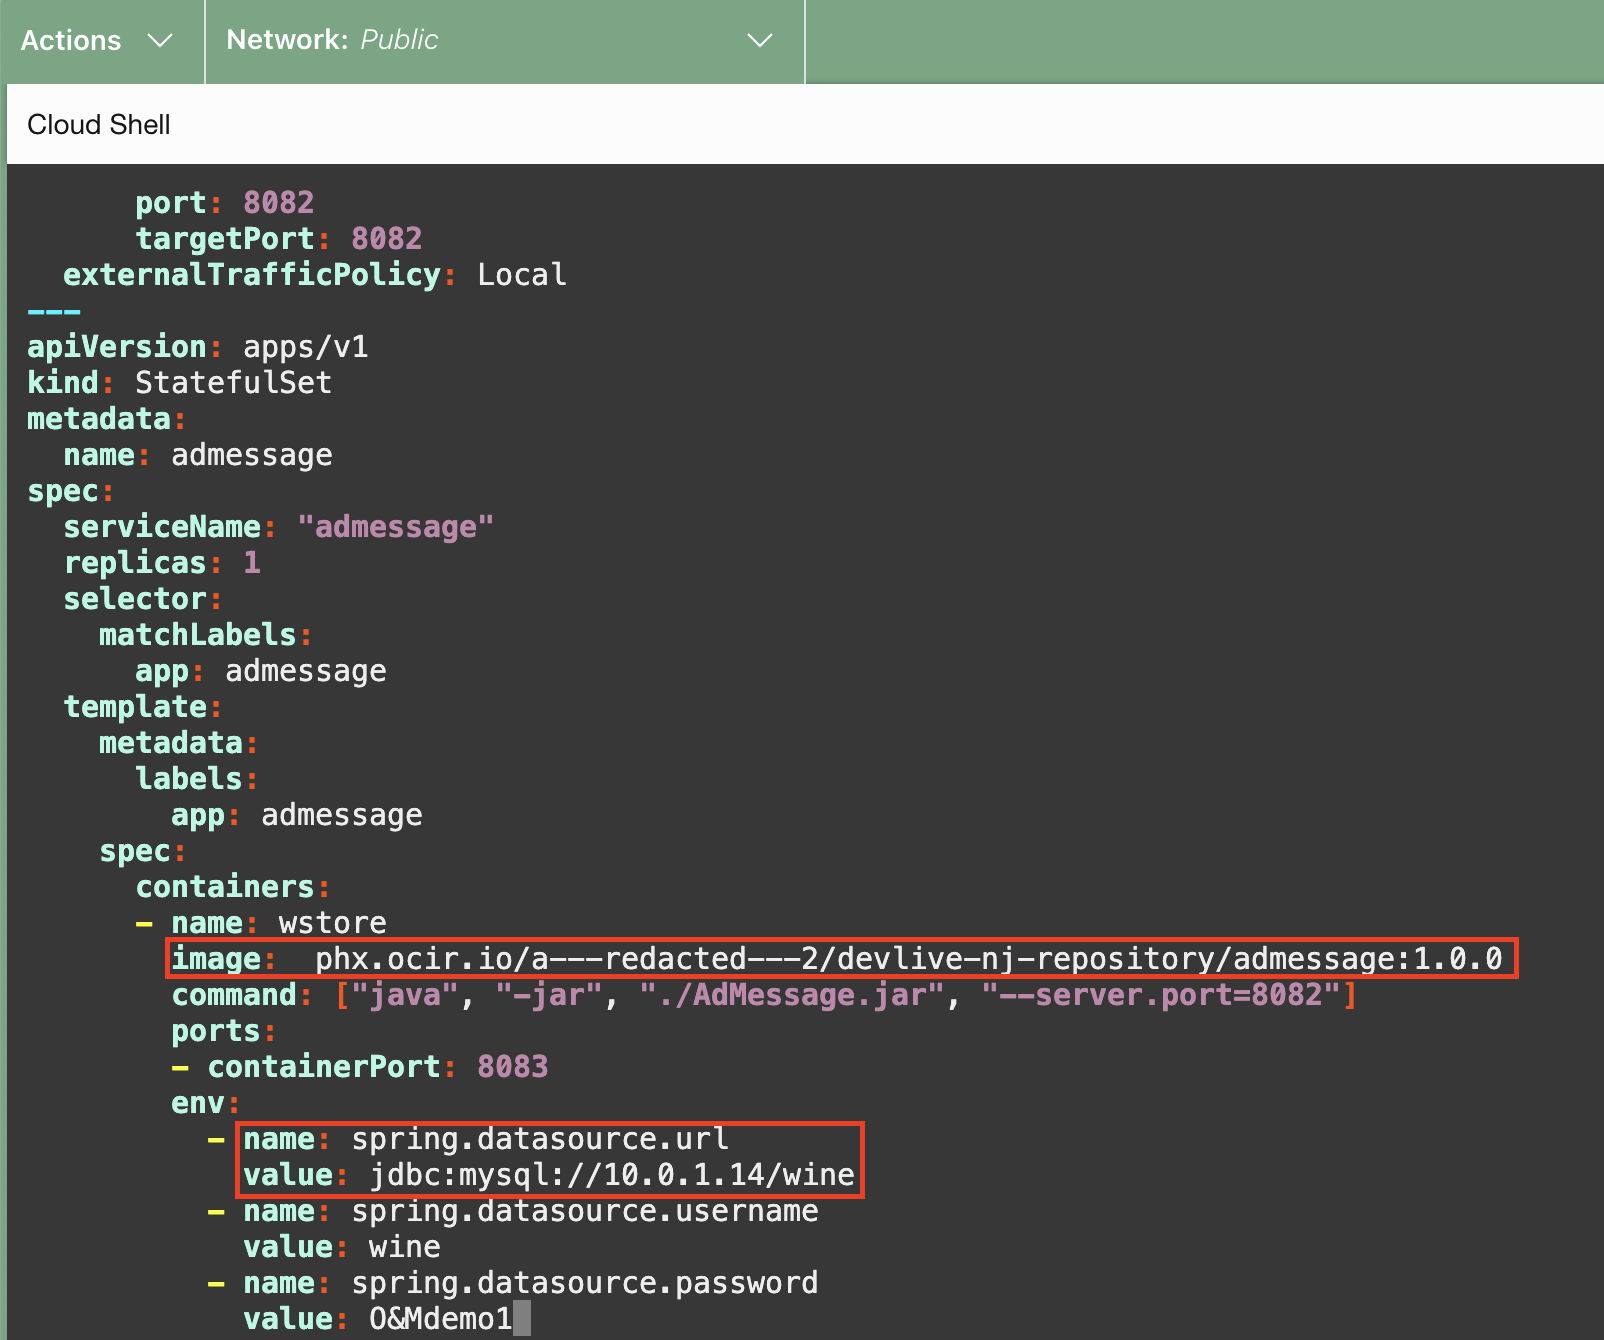 Actions
Network: Public
Cloud Shell
port: 8082
targetPort: 8082
externalTrafficPolicy: Local
---
apiVersion: apps/v1
kind: StatefulSet
metadata:
name: admessage
spec:
serviceName: "admessage"
replicas: 1
selector:
matchLabels:
app: admessage
template:
metadata:
labels:
app: admessage
spec:
containers:
- name: wstore
image:  phx.ocir.io/a---redacted---2/devlive-nj-repository/admessage:1.0.0
command: ["java", "-jar", "./AdMessage.jar", "--server.port=8082"]
ports:
- containerPort: 8083
env:
- name: spring.datasource.url
value: jdbc:mysql://10.0.1.14/wine
- name: spring.datasource.username
value: wine
- name: spring.datasource.password
value: O&Mdemo1